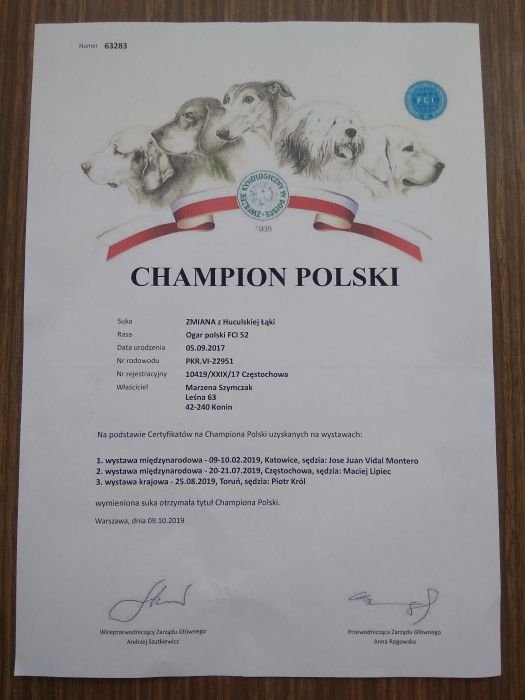 Numer 63283
FCI
ZWIĄZEK KYNOLOGICZNY W POLSCE
1938
CHAMPION POLSKI
Suka ZMIANA z Huculskiej Łąki
Rasa Ogar polski FCI 52
Data urodzenia 05.09.2017
Nr rodowodu PKR.VI-22951
Nr rejestracyjny 10419/XXIX/17 Częstochowa
Właściciel Marzena Szymczak
Leśna 63
42-240 Konin
Na podstawie Certyfikatów na Championa Polski uzyskanych na wystawach:
1. wystawa międzynarodowa - 09-10.02.2019, Katowice, sędzia: Jose Juan Vidal Montero
2. wystawa międzynarodowa - 20-21.07.2019, Częstochowa, sędzia: Maciej Lipiec
3. wystawa krajowa - 25.08.2019, Toruń, sędzia: Piotr Król
wymieniona suka otrzymała tytuł Championa Polski.
Warszawa, dnia 09.10.2019
Wiceprzewodniczący Zarządu Głównego
Andrzej Szutkiewicz
Przewodnicząca Zarządu Głównego
Anna Rogowska